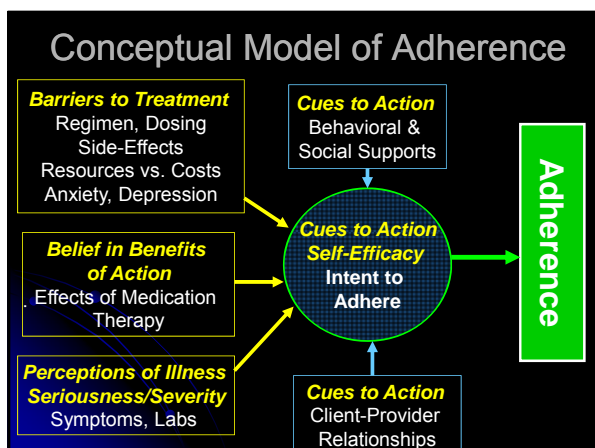 Conceptual Model of Adherence
Barriers to Treatment
Regimen, Dosing
Side-Effects
Resources vs. Costs
Anxiety, Depression
Cues to Action
Behavioral &
Social Supports
Belief in Benefits
of Action
Effects of Medication
Therapy
Cues to Action
Self-Efficacy
Intent to
Adhere
Adherence
Perceptions of Illness
Seriousness/Severity
Symptoms, Labs
Cues to Action
Client-Provider
Relationships